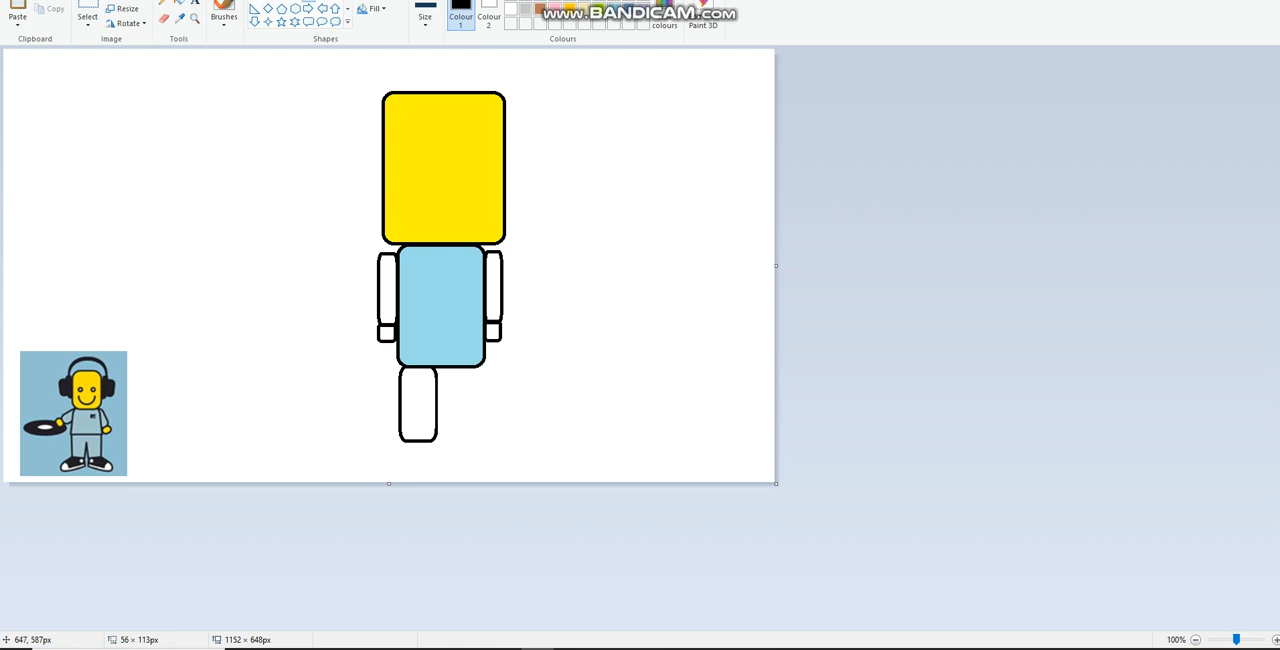 www.BANDICAM.com
Paste
Copy
Select
Resize
Rotate
Brushes
Fill
Size
Colour
1
Colour
2
colours
Paint 3D
Clipboard
Image
Tools
Shapes
Colours
647, 587px
56 × 113px
1152 × 648px
100%